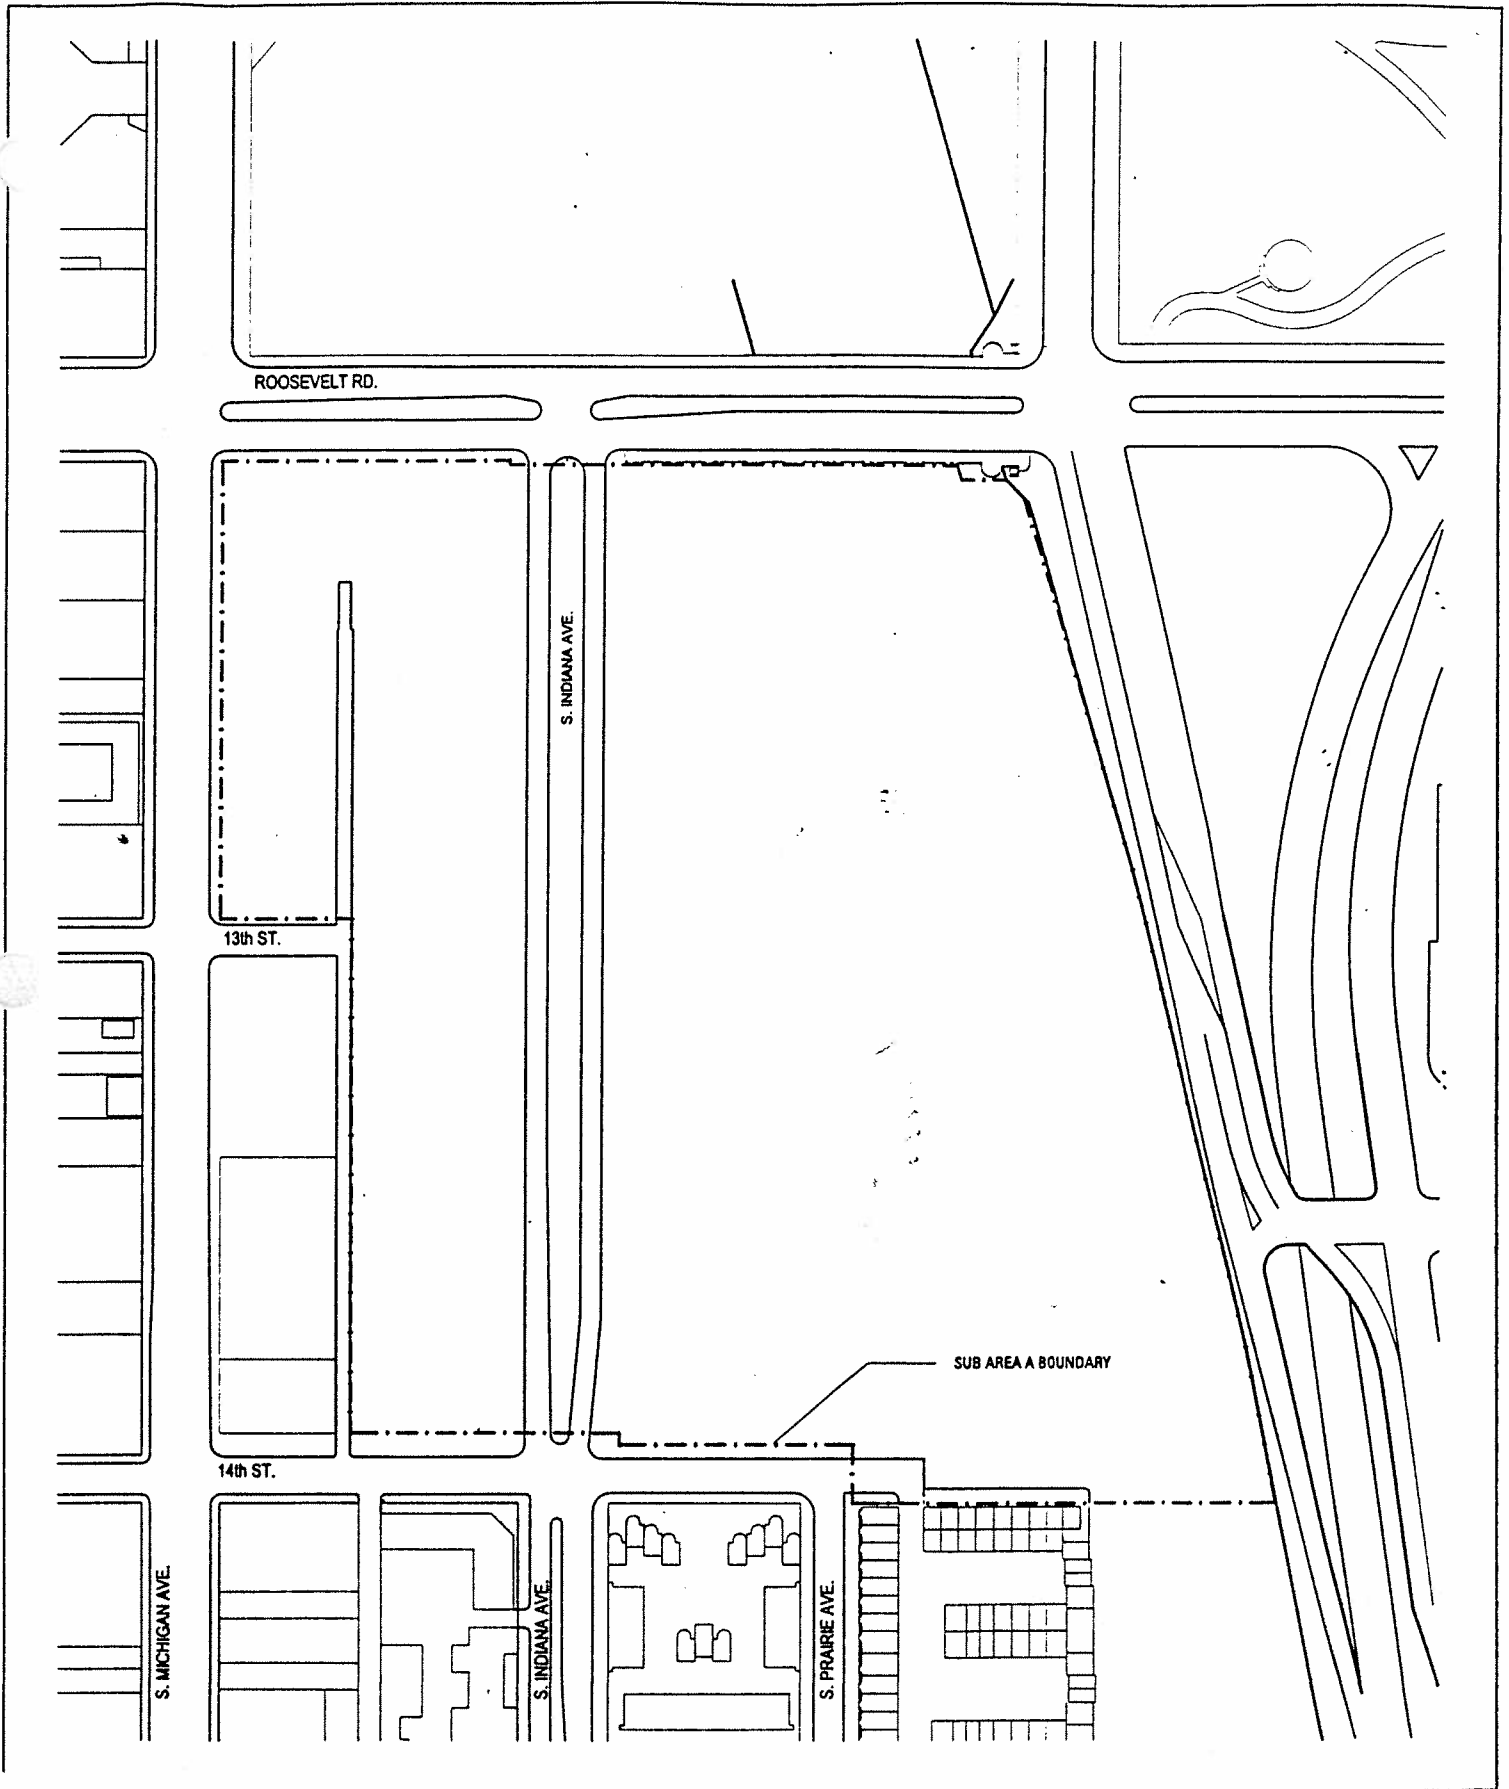 ROOSEVELT RD.
S. INDIANA AVE.
13th ST.
SUB AREA A BOUNDARY
14th ST.
S. MICHIGAN AVE.
S. INDIANA AVE.
S. PRAIRIE AVE.